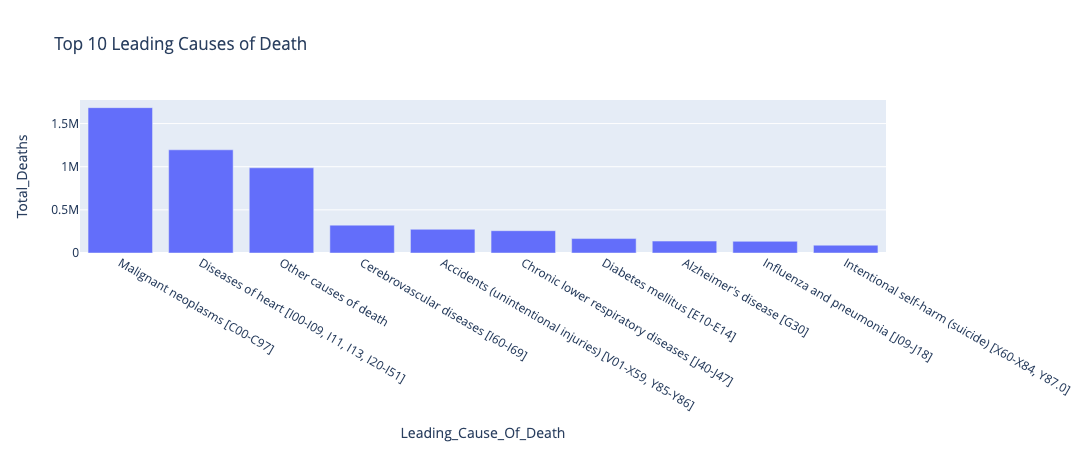 Top 10 Leading Causes of Death
Total_Deaths
1.5M
1M
0.5M
0
Malignant neoplasms [C00-C97]
Diseases of heart [I00-I09, I11, I13, I20-I51]
Other causes of death
Cerebrovascular diseases [I60-I69]
Accidents (unintentional injuries) [V01-X59, Y85-Y86]
Chronic lower respiratory diseases [J40-J47]
Diabetes mellitus [E10-E14]
Alzheimer's disease [G30]
Influenza and pneumonia [J09-J18]
Intentional self-harm (suicide) [X60-X84, Y87.0]
Leading_Cause_Of_Death